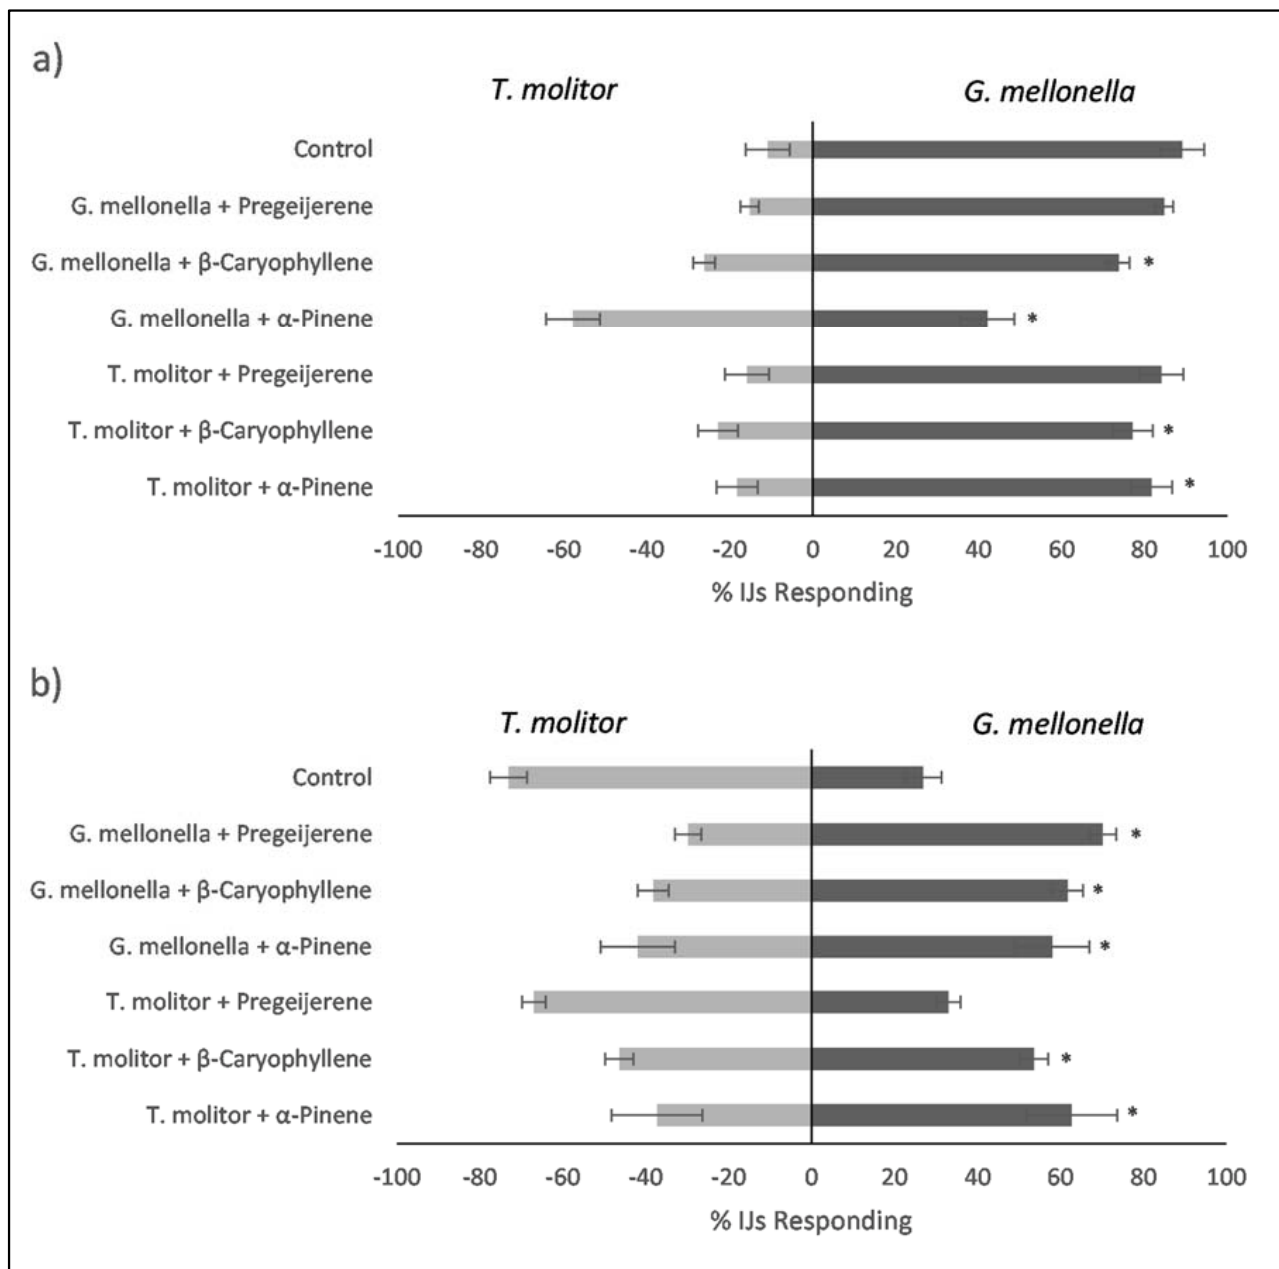 a)
T. molitor G. mellonella
Control
G. mellonella + Pregeijerene
G. mellonella + β-Caryophyllene *
G. mellonella + α-Pinene *
T. molitor + Pregeijerene
T. molitor + β-Caryophyllene *
T. molitor + α-Pinene *
-100 -80 -60 -40 -20 0 20 40 60 80 100
% IJs Responding
b)
T. molitor G. mellonella
Control
G. mellonella + Pregeijerene *
G. mellonella + β-Caryophyllene *
G. mellonella + α-Pinene *
T. molitor + Pregeijerene
T. molitor + β-Caryophyllene *
T. molitor + α-Pinene *
-100 -80 -60 -40 -20 0 20 40 60 80 100
% IJs Responding